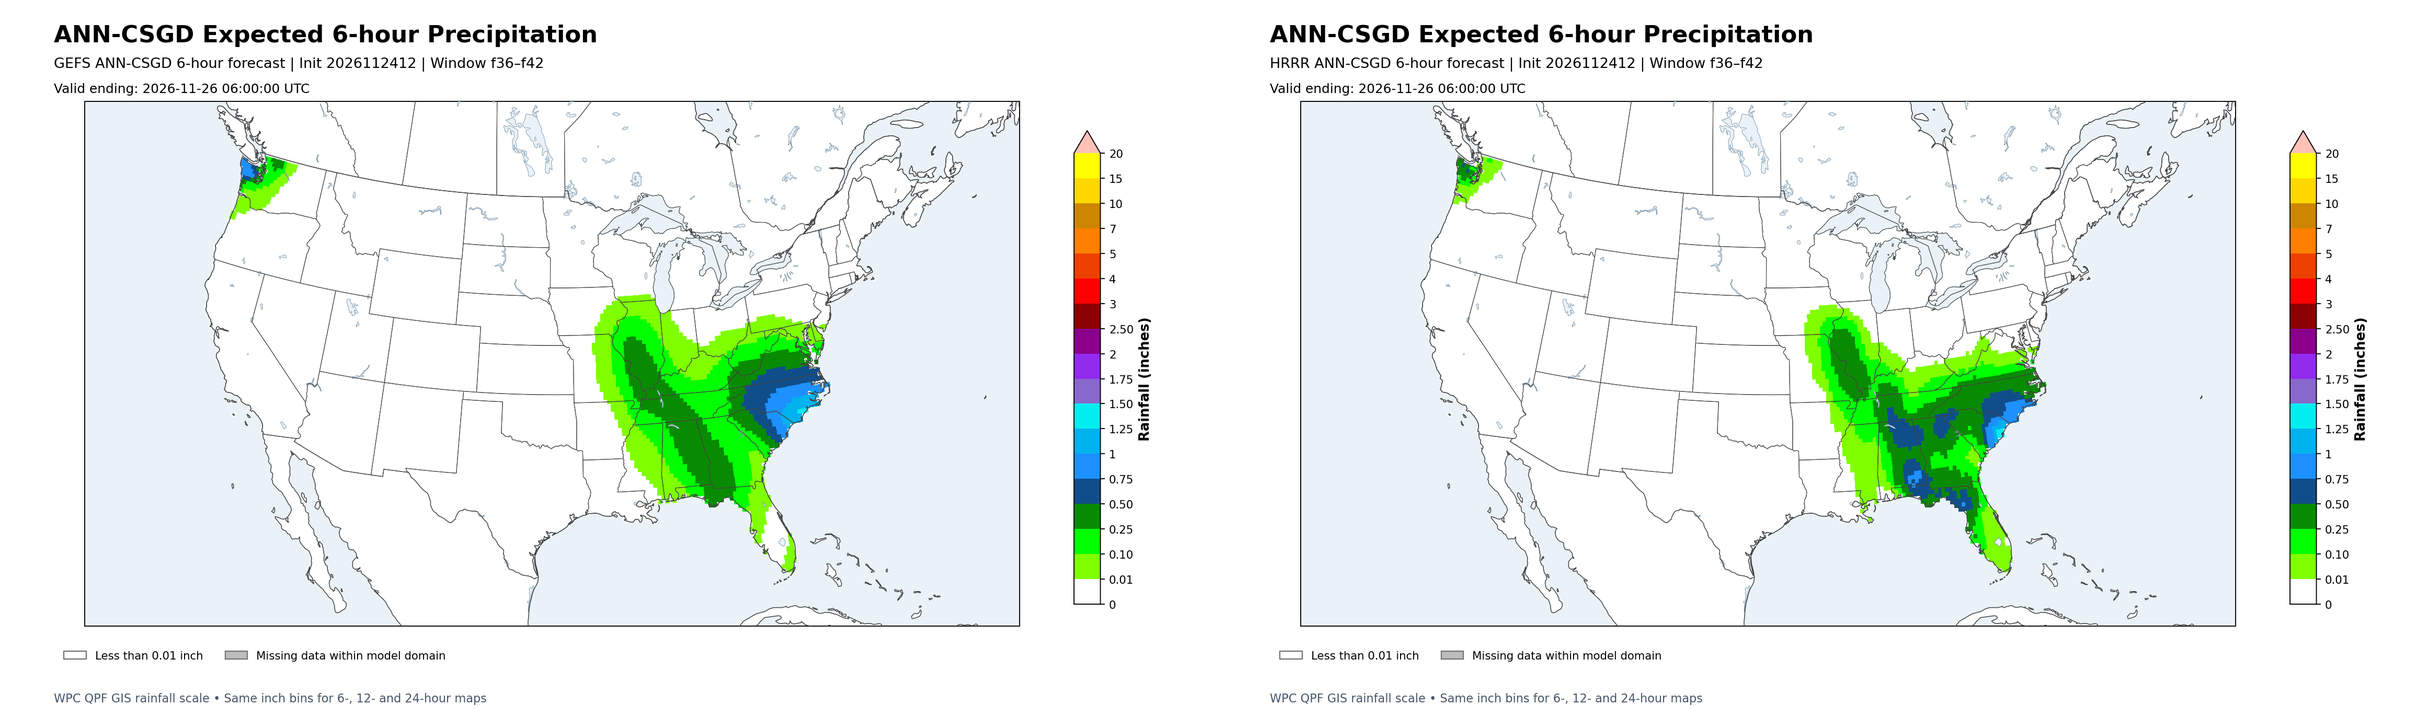 ANN-CSGD Expected 6-hour Precipitation
GEFS ANN-CSGD 6-hour forecast | Init 2026112412 | Window f36–f42
Valid ending: 2026-11-26 06:00:00 UTC
20
15
10
7
5
4
3
2.50
2
1.75
1.50
1.25
1
0.75
0.50
0.25
0.10
0.01
0
Rainfall (inches)
Less than 0.01 inch
Missing data within model domain
WPC QPF GIS rainfall scale • Same inch bins for 6-, 12- and 24-hour maps
ANN-CSGD Expected 6-hour Precipitation
HRRR ANN-CSGD 6-hour forecast | Init 2026112412 | Window f36–f42
Valid ending: 2026-11-26 06:00:00 UTC
20
15
10
7
5
4
3
2.50
2
1.75
1.50
1.25
1
0.75
0.50
0.25
0.10
0.01
0
Rainfall (inches)
Less than 0.01 inch
Missing data within model domain
WPC QPF GIS rainfall scale • Same inch bins for 6-, 12- and 24-hour maps